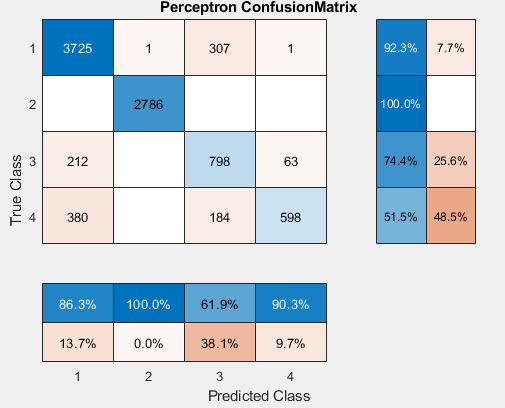 Perceptron ConfusionMatrix
1 3725 1 307 1 92.3% 7.7%
2 2786 100.0%
3 212 798 63 74.4% 25.6%
4 380 184 598 51.5% 48.5%
True Class
86.3% 100.0% 61.9% 90.3%
13.7% 0.0% 38.1% 9.7%
1 2 3 4
Predicted Class